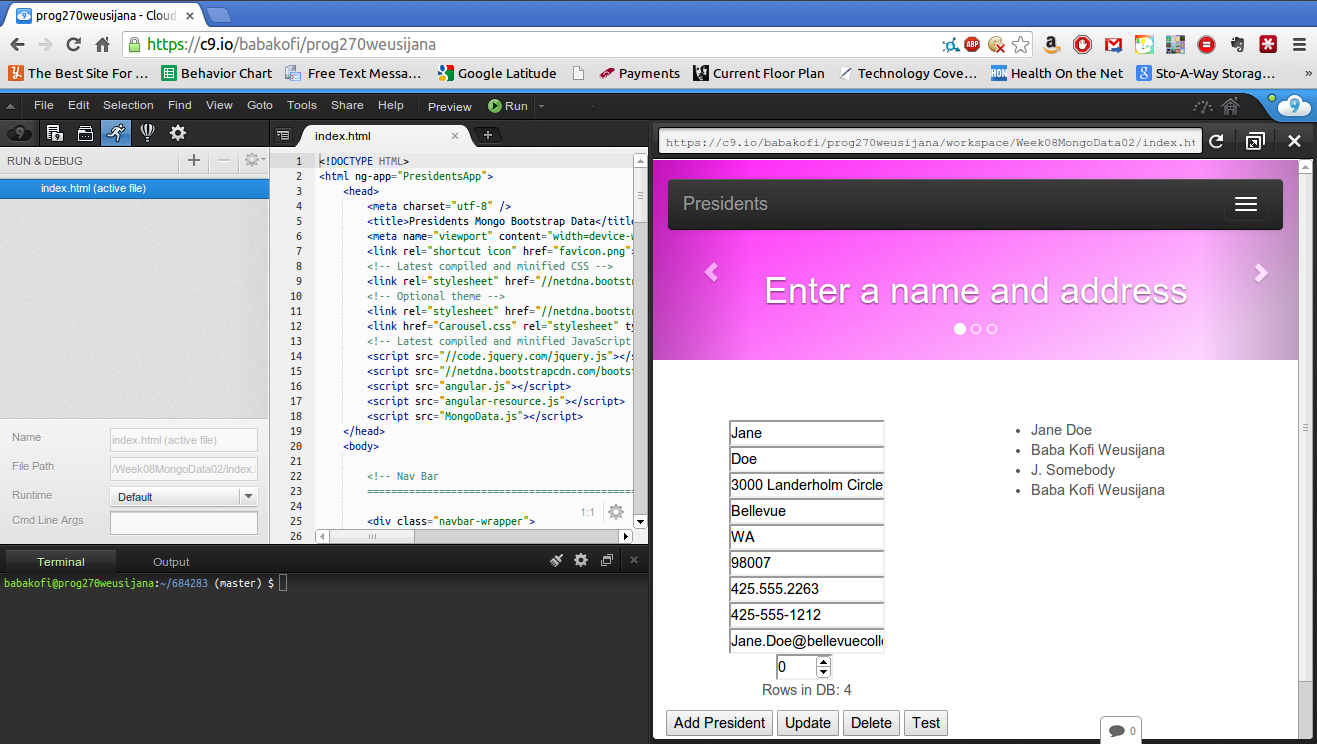 prog270weusijana - Cloud
https://c9.io/babakofi/prog270weusijana
ABP
The Best Site For ...
Behavior Chart
Free Text Messa...
Google Latitude
Payments
Current Floor Plan
Technology Cove...
HON Health On the Net
8 Sto-A-Way Storag...
»
File Edit Selection Find View Goto Tools Share Help Preview Run
9
RUN & DEBUG
index.html (active file)
Name
index.html (active file)
File Path
/Week08MongoData02/index.
Runtime
Default
Cmd Line Args
index.html
1 <!DOCTYPE HTML>
2 <html ng-app="PresidentsApp">
3 <head>
4 <meta charset="utf-8" />
5 <title>Presidents Mongo Bootstrap Data</title
6 <meta name="viewport" content="width=device-w
7 <link rel="shortcut icon" href="favicon.png">
8 <!-- Latest compiled and minified CSS -->
9 <link rel="stylesheet" href="//netdna.bootstr
10 <!-- Optional theme -->
11 <link rel="stylesheet" href="//netdna.bootstr
12 <link href="Carousel.css" rel="stylesheet" ty
13 <!-- Latest compiled and minified JavaScript
14 <script src="//code.jquery.com/jquery.js"></s
15 <script src="//netdna.bootstrapcdn.com/boots
16 <script src="angular.js"></script>
17 <script src="angular-resource.js"></script>
18 <script src="MongoData.js"></script>
19 </head>
20 <body>
21
22 <!-- Nav Bar
23 =============================================
24
25 <div class="navbar-wrapper">
26
1:1
Terminal
Output
babakofi@prog270weusijana:~/684283 (master) $
https://c9.io/babakofi/prog270weusijana/workspace/Week08MongoData02/index.ht
Presidents
Enter a name and address
Jane
Doe
3000 Landerholm Circle
Bellevue
WA
98007
425.555.2263
425-555-1212
Jane.Doe@bellevuecolle
0
Rows in DB: 4
Add President Update Delete Test
Jane Doe
Baba Kofi Weusijana
J. Somebody
Baba Kofi Weusijana
0